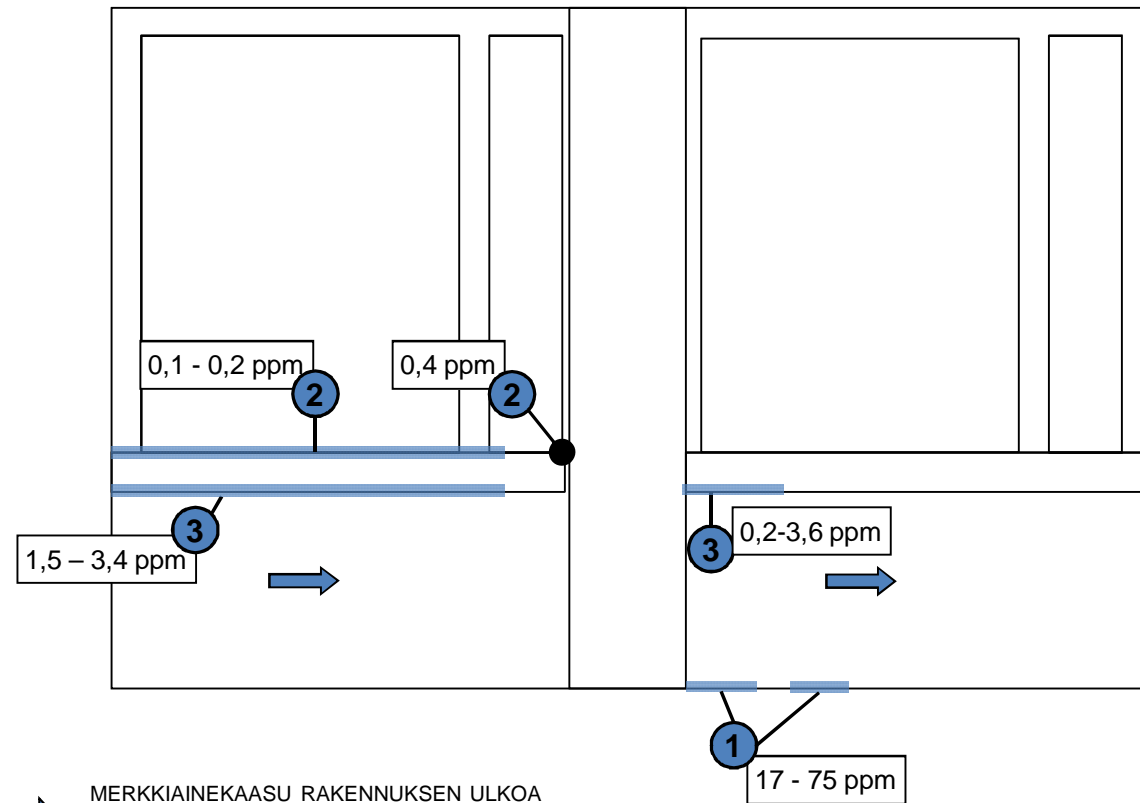 0,1 - 0,2 ppm
0,4 ppm
2
2
3
1,5 – 3,4 ppm
0,2-3,6 ppm
3
1
17 - 75 ppm
MERKKIAINEKAASU RAKENNUKSEN ULKOA